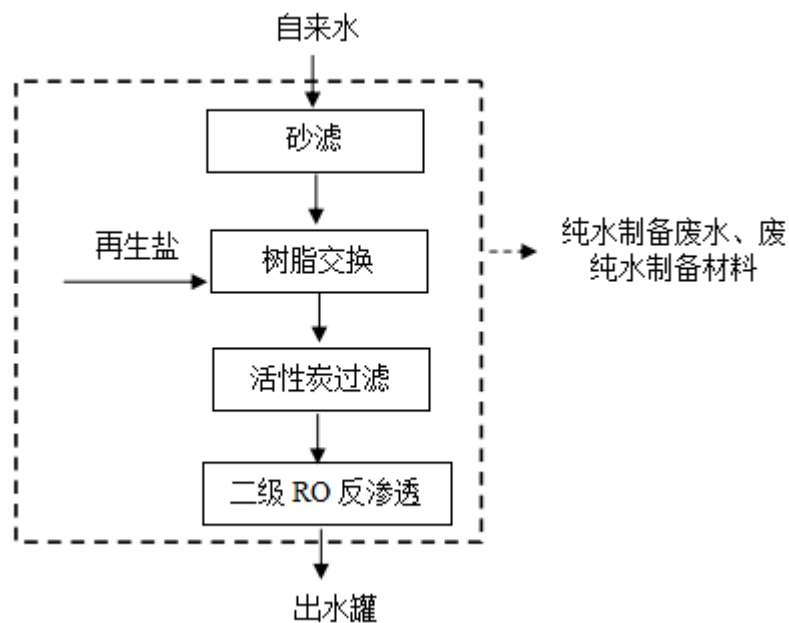 自来水
砂滤
再生盐
树脂交换
纯水制备废水、废
纯水制备材料
活性炭过滤
二级 RO 反渗透
出水罐